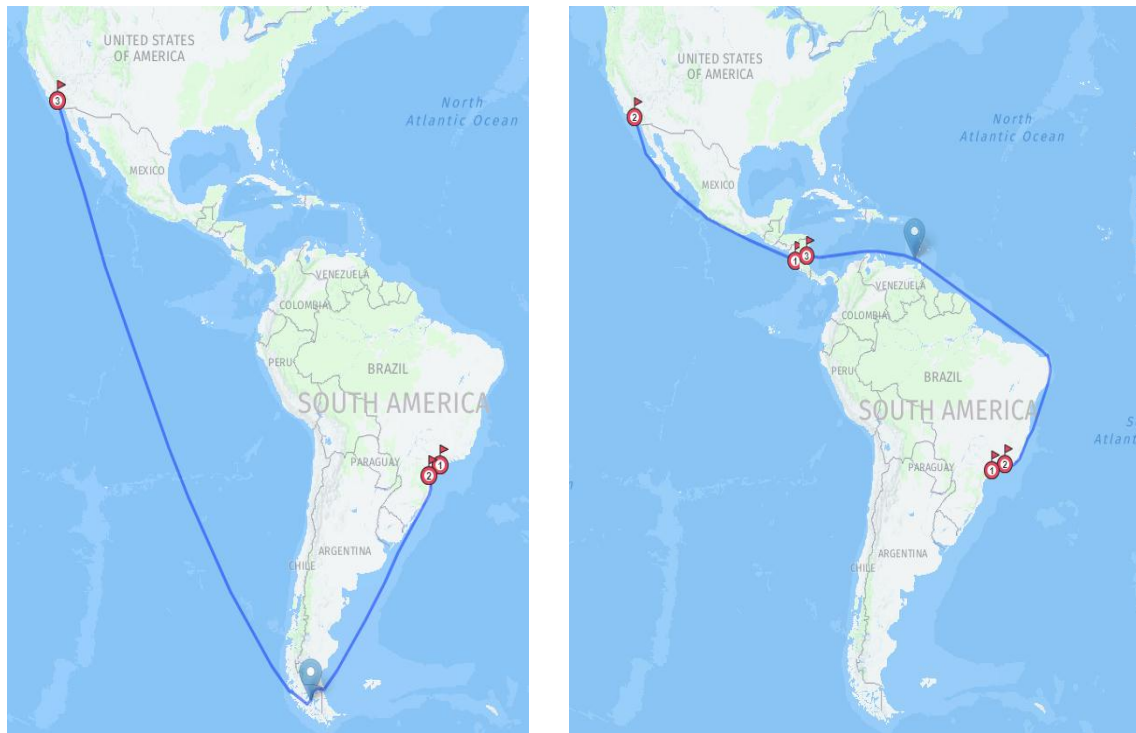 UNITED STATES
OF AMERICA
3
North
Atlantic Ocean
MEXICO
VENEZUELA
COLOMBIA
PERU
BRAZIL
SOUTH AMERICA
PARAGUAY
1
2
ARGENTINA
CHILE
UNITED STATES
OF AMERICA
2
North
Atlantic Ocean
MEXICO
1
3
VENEZUELA
COLOMBIA
PERU
BRAZIL
SOUTH AMERICA
S
Atlant
PARAGUAY
1
2
n
ARGENTINA
CHILE